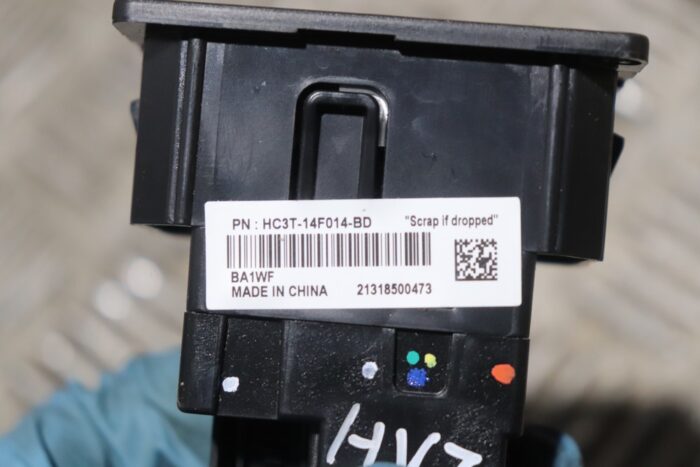 PN : HC3T-14F014-BD "Scrap if dropped"
BA1WF
MADE IN CHINA 21318500473